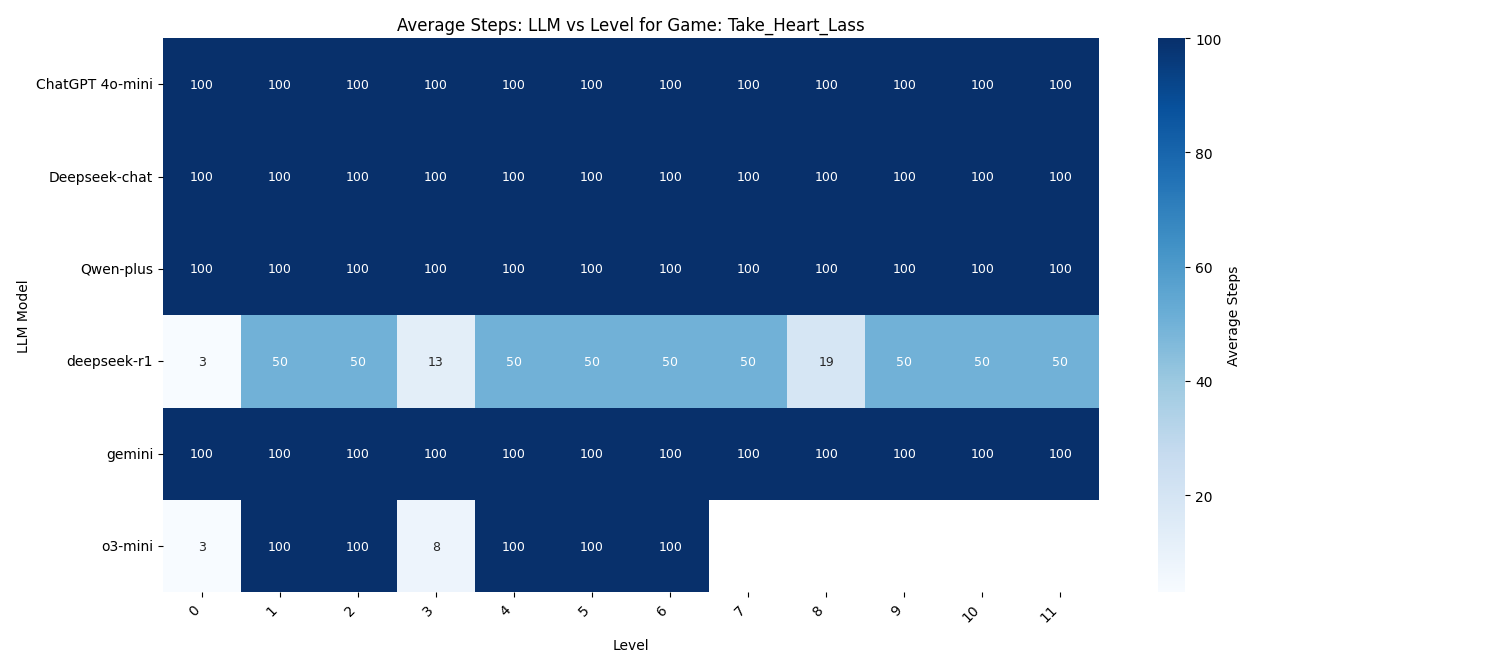 Average Steps: LLM vs Level for Game: Take_Heart_Lass
LLM Model
ChatGPT 4o-mini 100 100 100 100 100 100 100 100 100 100 100 100
Deepseek-chat 100 100 100 100 100 100 100 100 100 100 100 100
Qwen-plus 100 100 100 100 100 100 100 100 100 100 100 100
deepseek-r1 3 50 50 13 50 50 50 50 19 50 50 50
gemini 100 100 100 100 100 100 100 100 100 100 100 100
o3-mini 3 100 100 8 100 100 100
0 1 2 3 4 5 6 7 8 9 10 11
Level
100
80
60
40
20
Average Steps